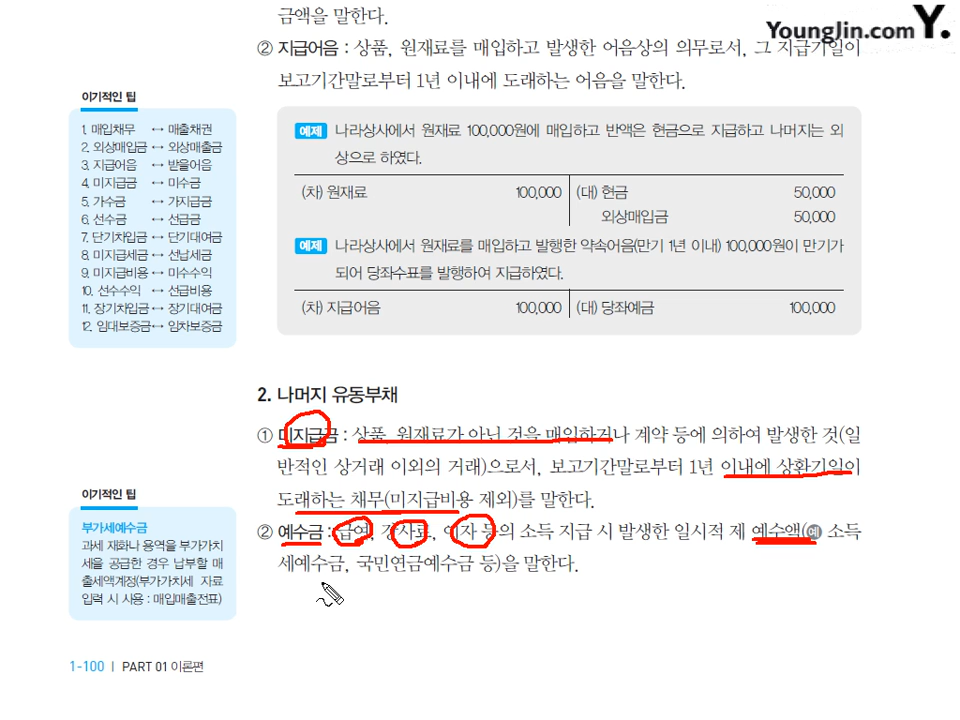 금액을 말한다.
YoungJin.com Y.
② 지급어음 : 상품, 원재료를 매입하고 발생한 어음상의 의무로서, 그 지급기일이
보고기간말로부터 1년 이내에 도래하는 어음을 말한다.
이기적인 팁
1. 매입채무 ↔ 매출채권
2. 외상매입금 ↔ 외상매출금
3. 지급어음 ↔ 받을어음
4. 미지급금 ↔ 미수금
5. 가수금 ↔ 가지급금
6. 선수금 ↔ 선급금
7. 단기차입금 ↔ 단기대여금
8. 미지급세금 ↔ 선납세금
9. 미지급비용 ↔ 미수수익
10. 선수수익 ↔ 선급비용
11. 장기차입금 ↔ 장기대여금
12. 임대보증금 ↔ 임차보증금
예제 나라상사에서 원재료 100,000원에 매입하고 반액은 현금으로 지급하고 나머지는 외
상으로 하였다.
(차) 원재료 100,000 (대) 현금 50,000
외상매입금 50,000
예제 나라상사에서 원재료를 매입하고 발행한 약속어음(만기 1년 이내) 100,000원이 만기가
되어 당좌수표를 발행하여 지급하였다.
(차) 지급어음 100,000 (대) 당좌예금 100,000
2. 나머지 유동부채
① 미지급금 : 상품, 원재료가 아닌 것을 매입하거나 계약 등에 의하여 발생한 것(일
반적인 상거래 이외의 거래)으로서, 보고기간말로부터 1년 이내에 상환기일이
도래하는 채무(미지급비용 제외)를 말한다.
② 예수금 : 급여, 강사료, 이자 등의 소득 지급 시 발생한 일시적 제 예수액(예 소득
세예수금, 국민연금예수금 등)을 말한다.
이기적인 팁
부가세예수금
과세 재화나 용역을 부가가치
세을 공급한 경우 납부할 매
출세액계정(부가가치세 자료
입력 시 사용 : 매입매출전표)
1-100 | PART 01 이론편